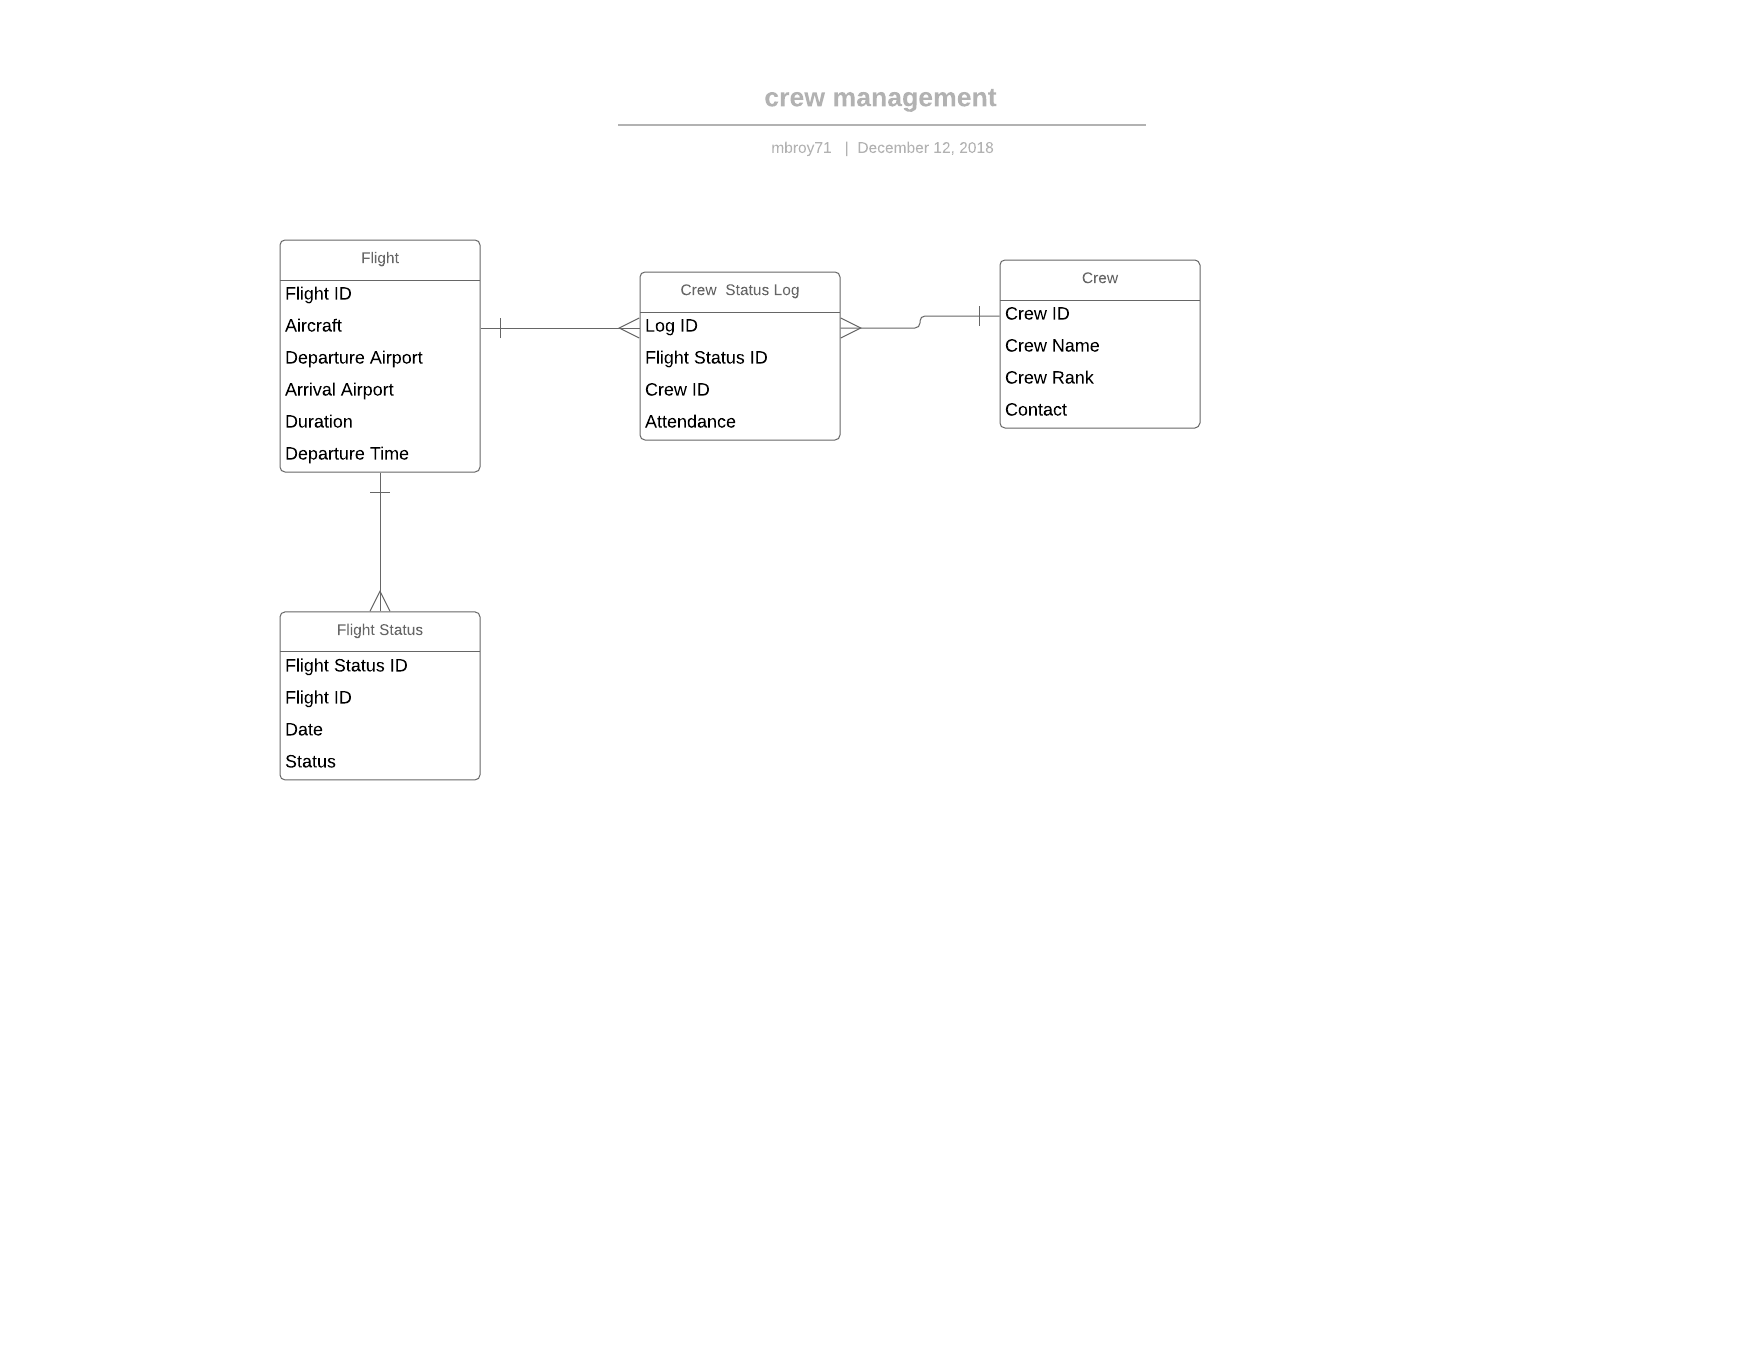 crew management
mbroy71 | December 12, 2018
Flight
Flight ID
Aircraft
Departure Airport
Arrival Airport
Duration
Departure Time
Crew Status Log
Log ID
Flight Status ID
Crew ID
Attendance
Crew
Crew ID
Crew Name
Crew Rank
Contact
Flight Status
Flight Status ID
Flight ID
Date
Status